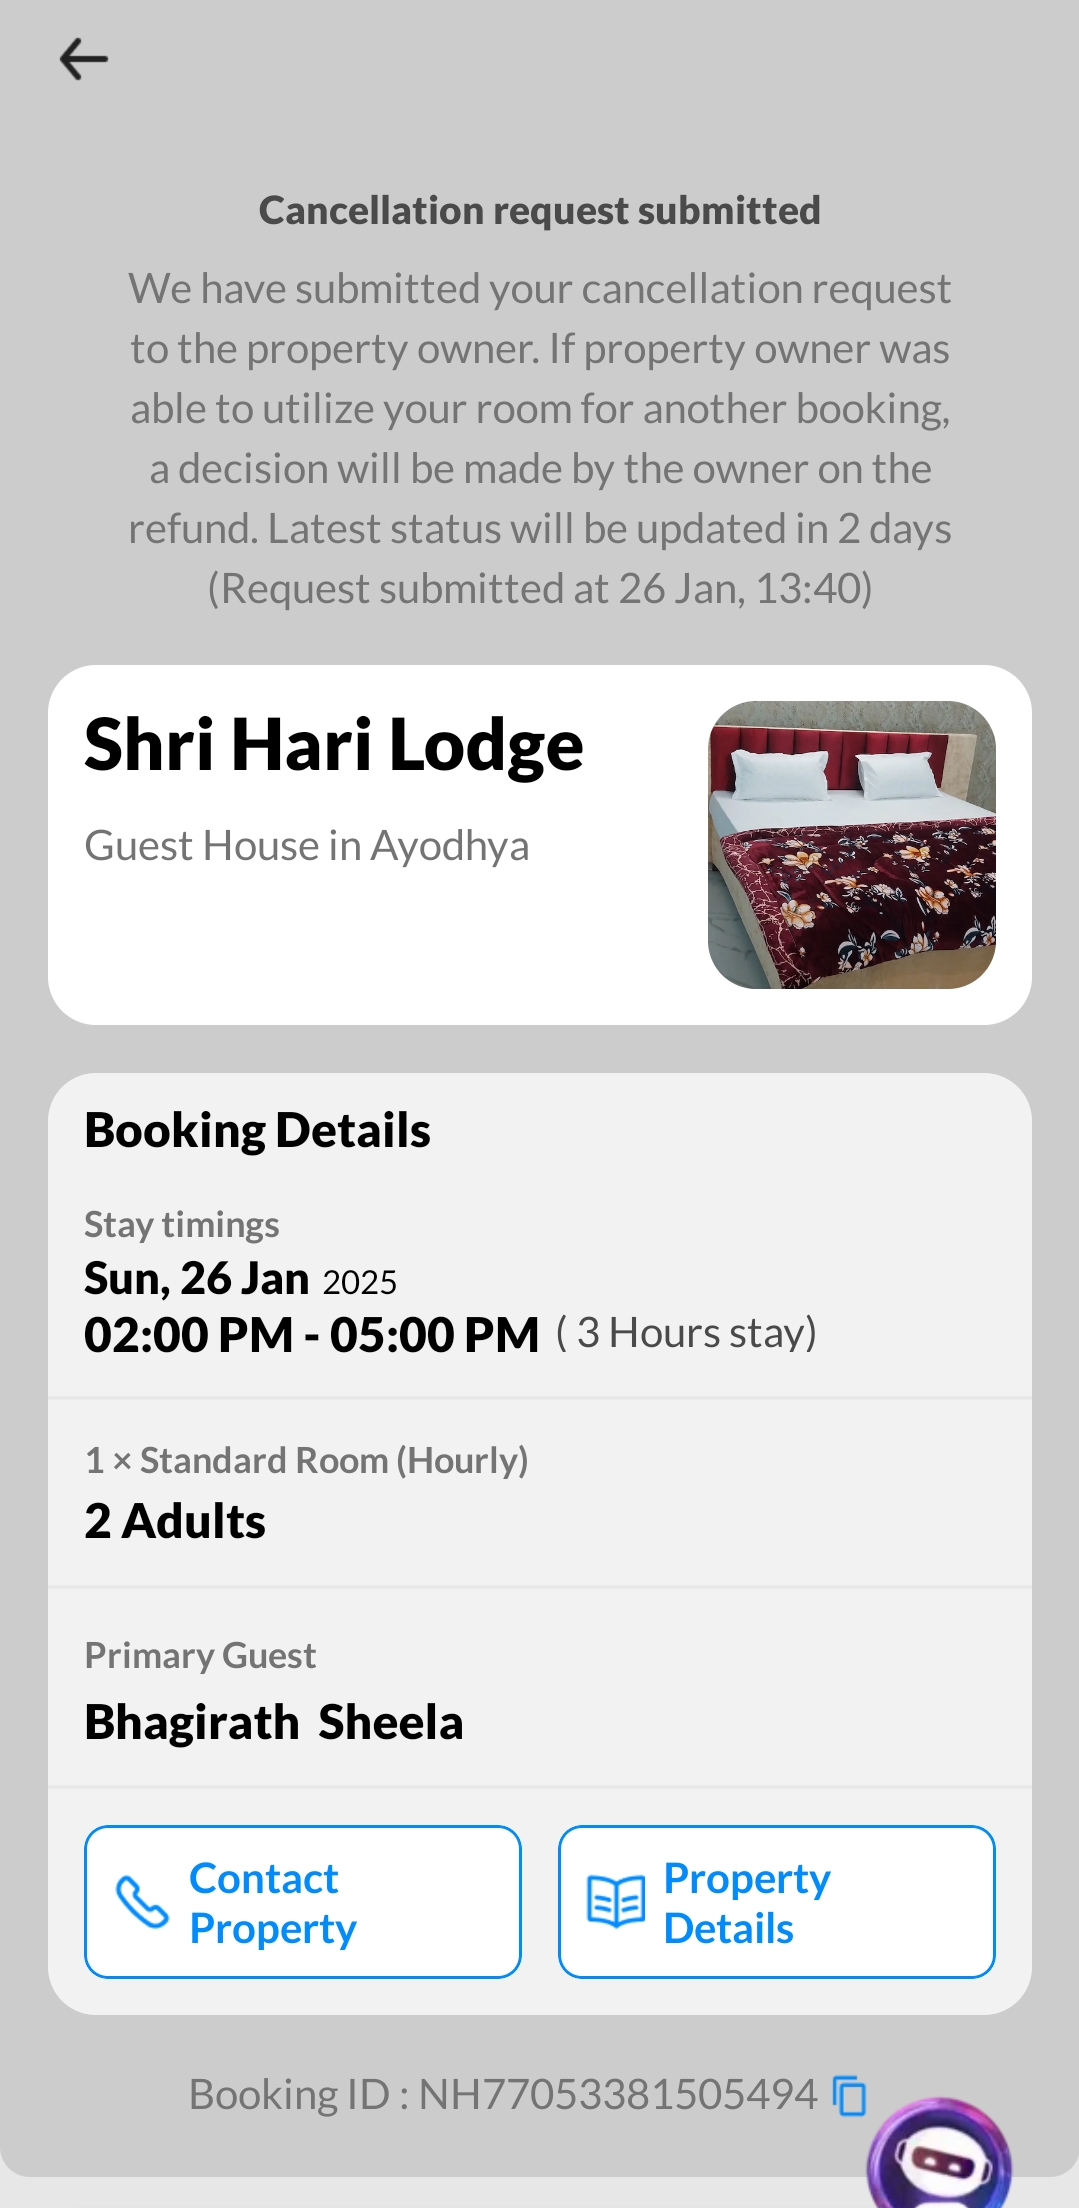 Cancellation request submitted
We have submitted your cancellation request
to the property owner. If property owner was
able to utilize your room for another booking,
a decision will be made by the owner on the
refund. Latest status will be updated in 2 days
(Request submitted at 26 Jan, 13:40)
Shri Hari Lodge
Guest House in Ayodhya
Booking Details
Stay timings
Sun, 26 Jan 2025
02:00 PM - 05:00 PM ( 3 Hours stay)
1 × Standard Room (Hourly)
2 Adults
Primary Guest
Bhagirath Sheela
Contact
Property
Property
Details
Booking ID : NH77053381505494